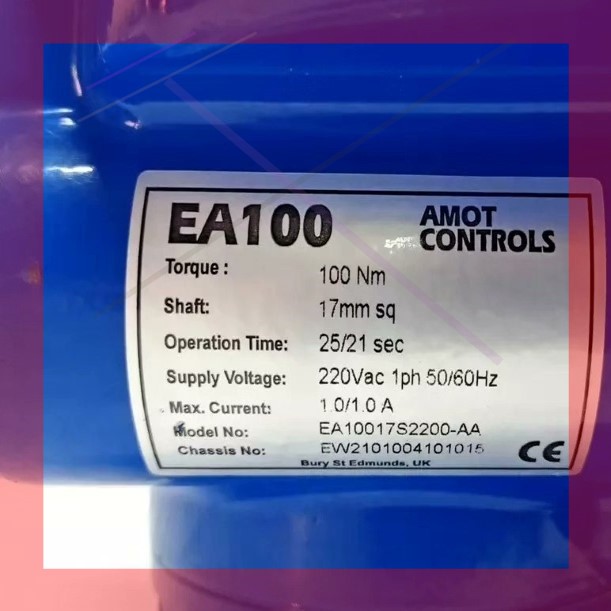 EA100
AMOT
CONTROLS
Torque : 100 Nm
Shaft: 17mm sq
Operation Time: 25/21 sec
Supply Voltage: 220Vac 1ph 50/60Hz
Max. Current: 1.0/1.0 A
Model No: EA10017S2200-AA
Chassis No: EW2101004101015
Bury St Edmunds, UK
CE